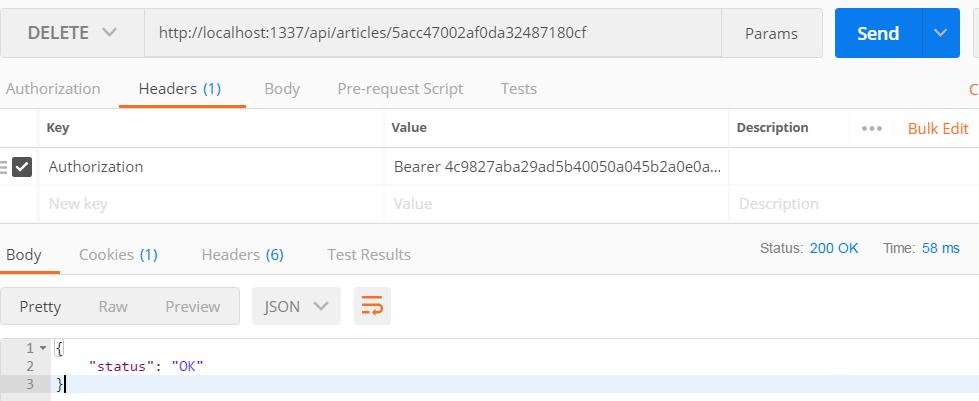 DELETE http://localhost:1337/api/articles/5acc47002af0da32487180cf Params Send
Authorization Headers (1) Body Pre-request Script Tests C
Key Value Description ••• Bulk Edit
Authorization Bearer 4c9827aba29ad5b40050a045b2a0e0a...
New key Value Description
Body Cookies (1) Headers (6) Test Results Status: 200 OK Time: 58 ms
Pretty Raw Preview JSON
1 {
2 "status": "OK"
3 }